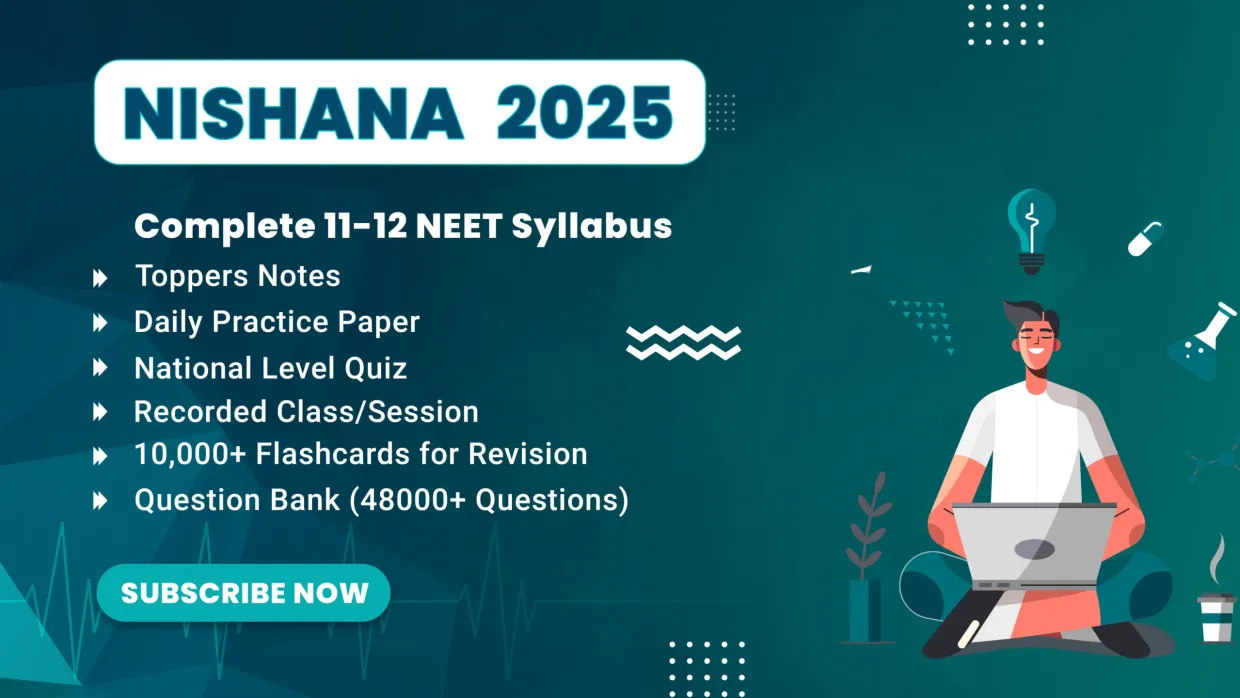 NISHANA 2025
Complete 11-12 NEET Syllabus
Toppers Notes
Daily Practice Paper
National Level Quiz
Recorded Class/Session
10,000+ Flashcards for Revision
Question Bank (48000+ Questions)
SUBSCRIBE NOW